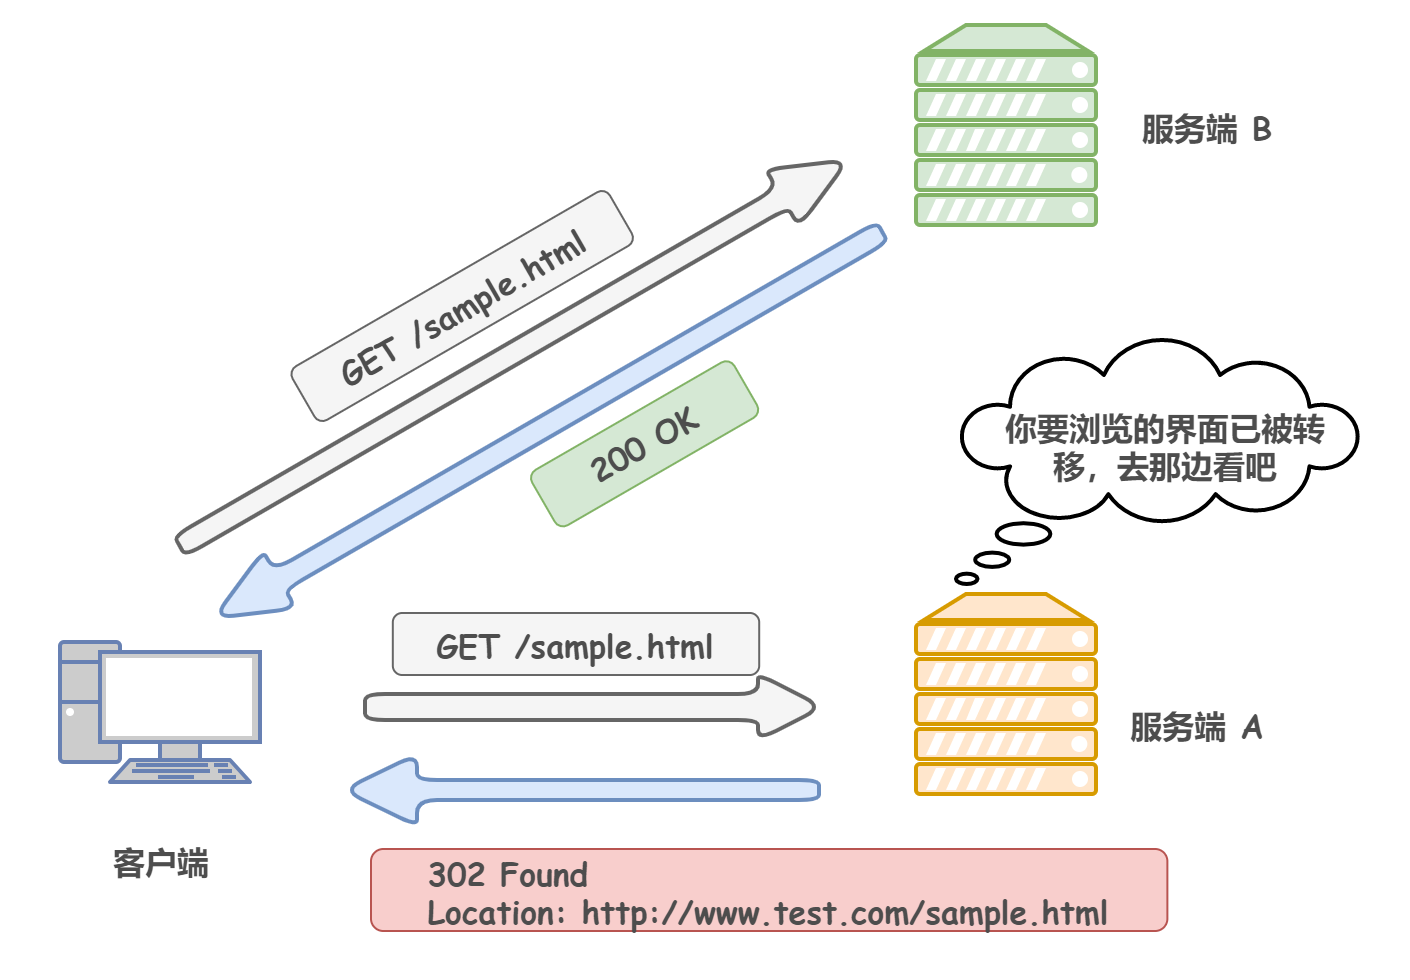 服务端 B
GET /sample.html
200 OK
你要浏览的界面已被转
移，去那边看吧
GET /sample.html
服务端 A
客户端
302 Found
Location: http://www.test.com/sample.html